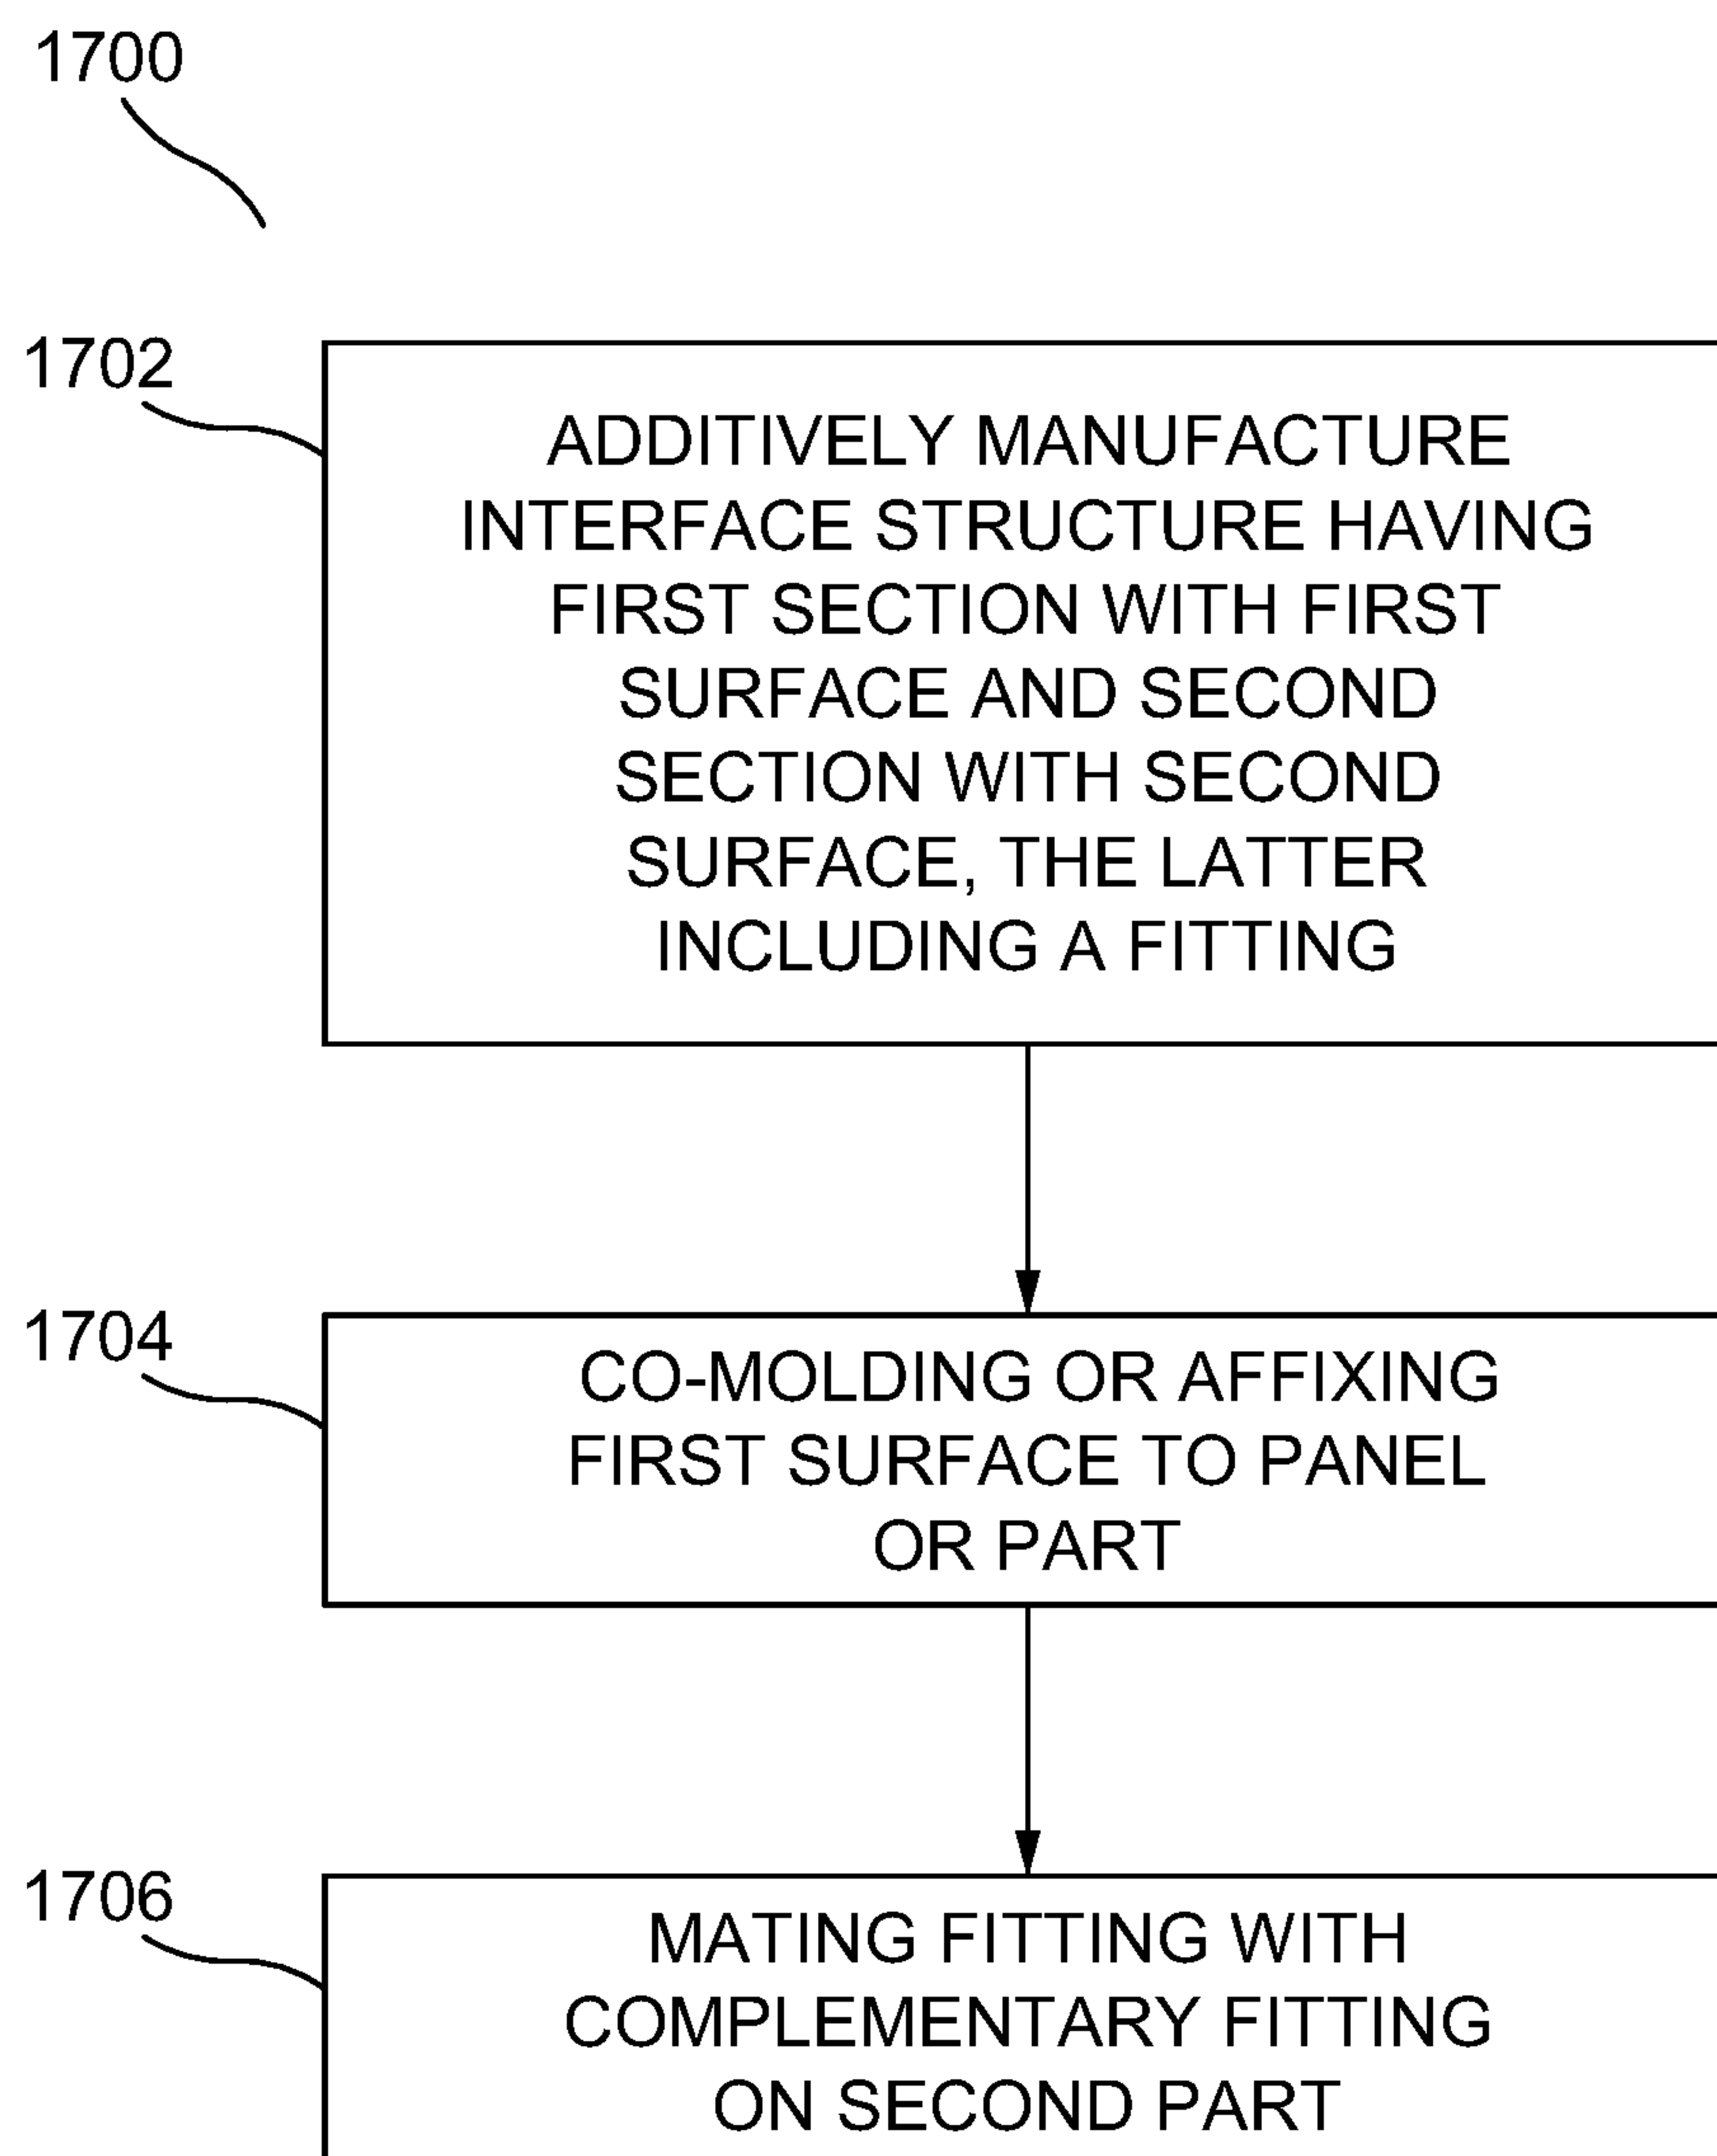 1700
1702
ADDITIVELY MANUFACTURE
INTERFACE STRUCTURE HAVING
FIRST SECTION WITH FIRST
SURFACE AND SECOND
SECTION WITH SECOND
SURFACE, THE LATTER
INCLUDING A FITTING
1704
CO-MOLDING OR AFFIXING
FIRST SURFACE TO PANEL
OR PART
1706
MATING FITTING WITH
COMPLEMENTARY FITTING
ON SECOND PART